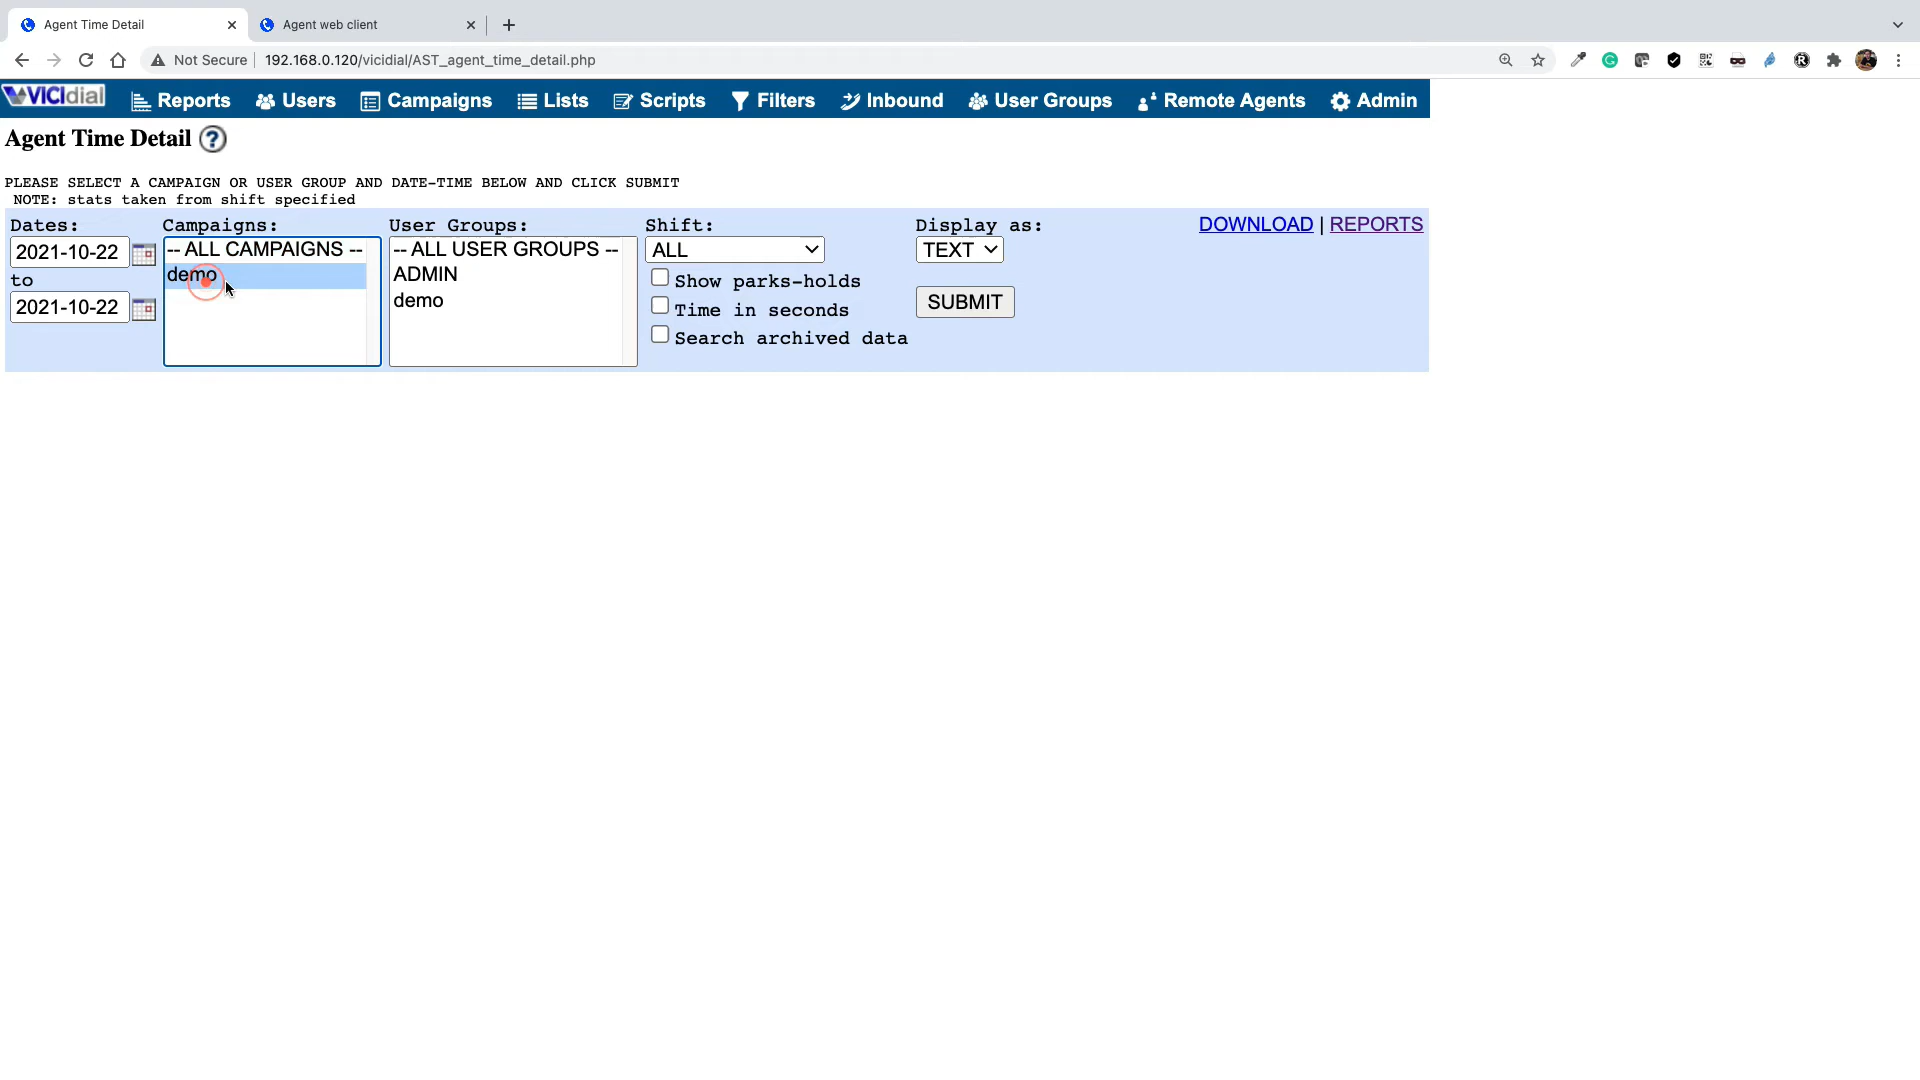 Agent Time Detail
Agent web client
Not Secure
192.168.0.120/vicidial/AST_agent_time_detail.php
VICIdial Reports Users Campaigns Lists Scripts Filters Inbound User Groups Remote Agents Admin
Agent Time Detail ?
PLEASE SELECT A CAMPAIGN OR USER GROUP AND DATE-TIME BELOW AND CLICK SUBMIT
NOTE: stats taken from shift specified
Dates:
2021-10-22
to
2021-10-22
Campaigns:
-- ALL CAMPAIGNS --
demo
User Groups:
-- ALL USER GROUPS --
ADMIN
demo
Shift:
ALL
Show parks-holds
Time in seconds
Search archived data
Display as:
TEXT
SUBMIT
DOWNLOAD | REPORTS